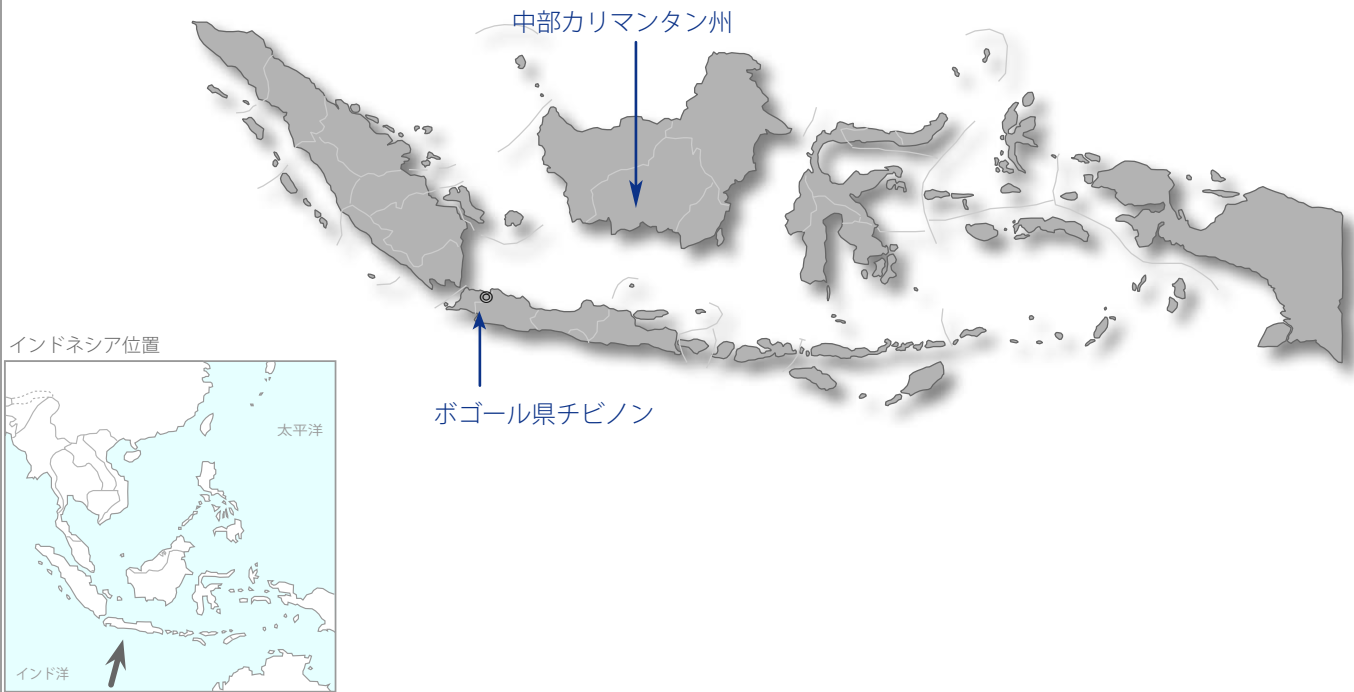 中部カリマンタン州
ボゴール県チビノン
インドネシア位置
太平洋
インド洋